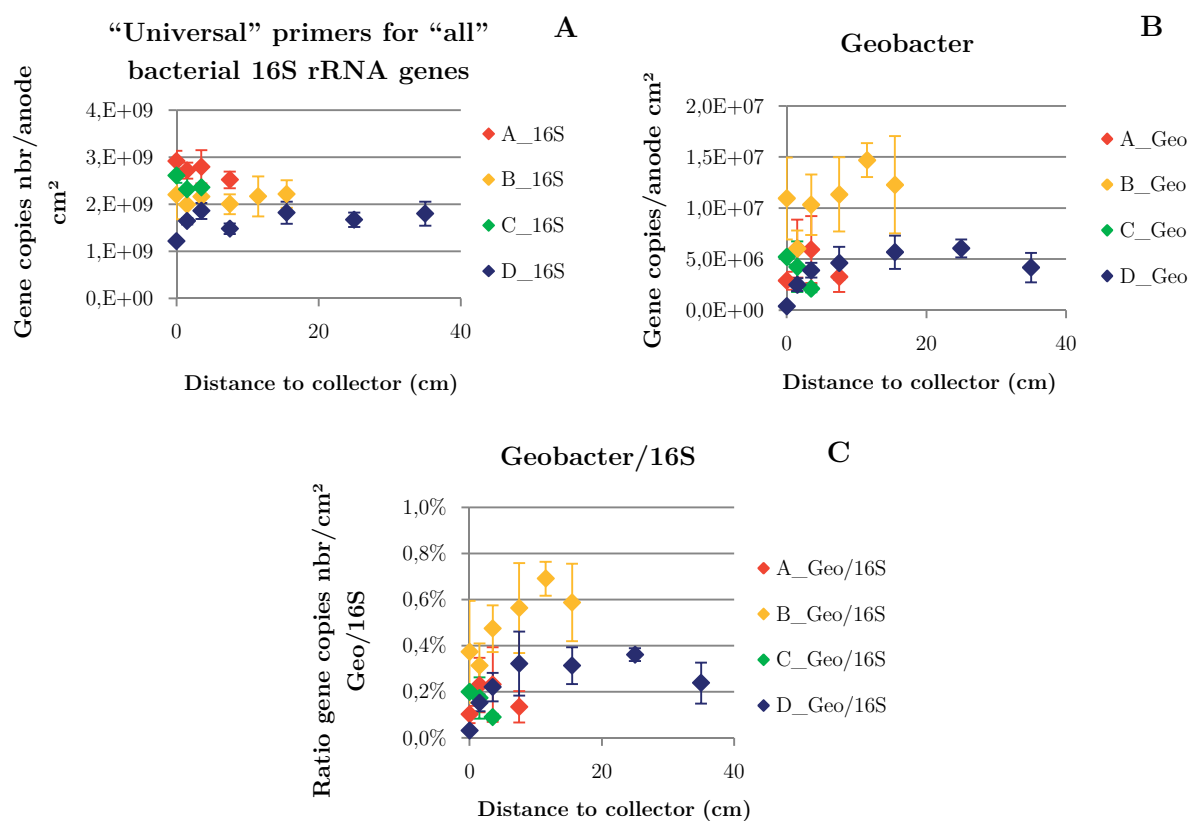 “Universal” primers for “all”
bacterial 16S rRNA genes
A
Gene copies nbr/anode
cm²
4,E+09
3,E+09
2,E+09
1,E+09
0,E+00
0
20
40
Distance to collector (cm)
A_16S
B_16S
C_16S
D_16S
Geobacter
B
Gene copies/anode cm²
2,0E+07
1,5E+07
1,0E+07
5,0E+06
0,0E+00
0
20
40
Distance to collector (cm)
A_Geo
B_Geo
C_Geo
D_Geo
Geobacter/16S
C
Ratio gene copies nbr/cm²
Geo/16S
1,0%
0,8%
0,6%
0,4%
0,2%
0,0%
0
20
40
Distance to collector (cm)
A_Geo/16S
B_Geo/16S
C_Geo/16S
D_Geo/16S